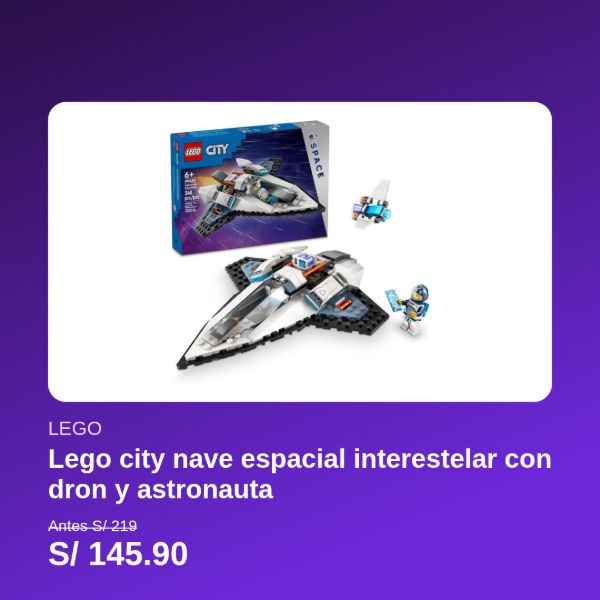 LEGO CITY
SPACE
6+
LEGO
Lego city nave espacial interestelar con
dron y astronauta
Antes S/ 219
S/ 145.90